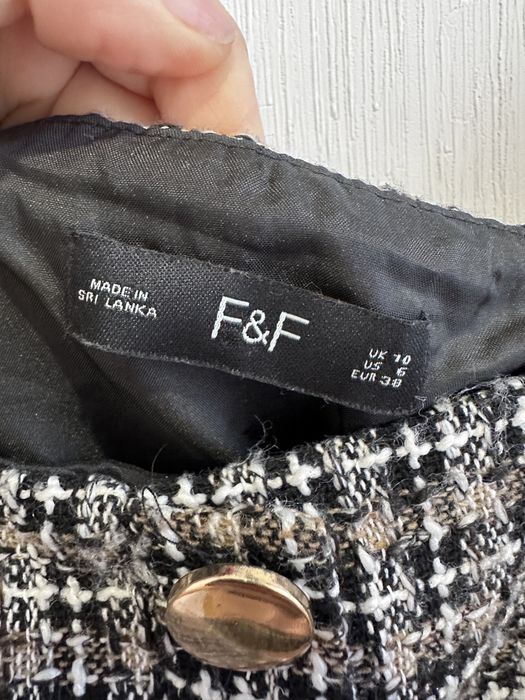 MADE IN
SRI LANKA
F&F
UK 10
US 6
EUR 38